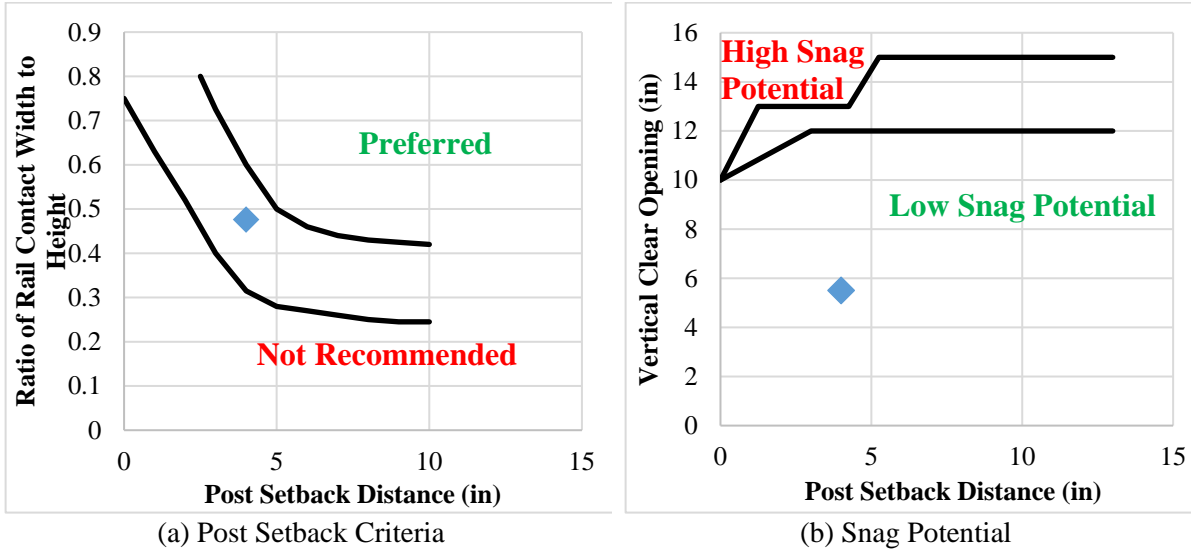 Ratio of Rail Contact Width to
Height
0.9
0.8
0.7
0.6
0.5
0.4
0.3
0.2
0.1
0
Preferred
Not Recommended
0
5
10
15
Post Setback Distance (in)
(a) Post Setback Criteria
Vertical Clear Opening (in)
16
14
12
10
8
6
4
2
0
High Snag
Potential
Low Snag Potential
0
5
10
15
Post Setback Distance (in)
(b) Snag Potential